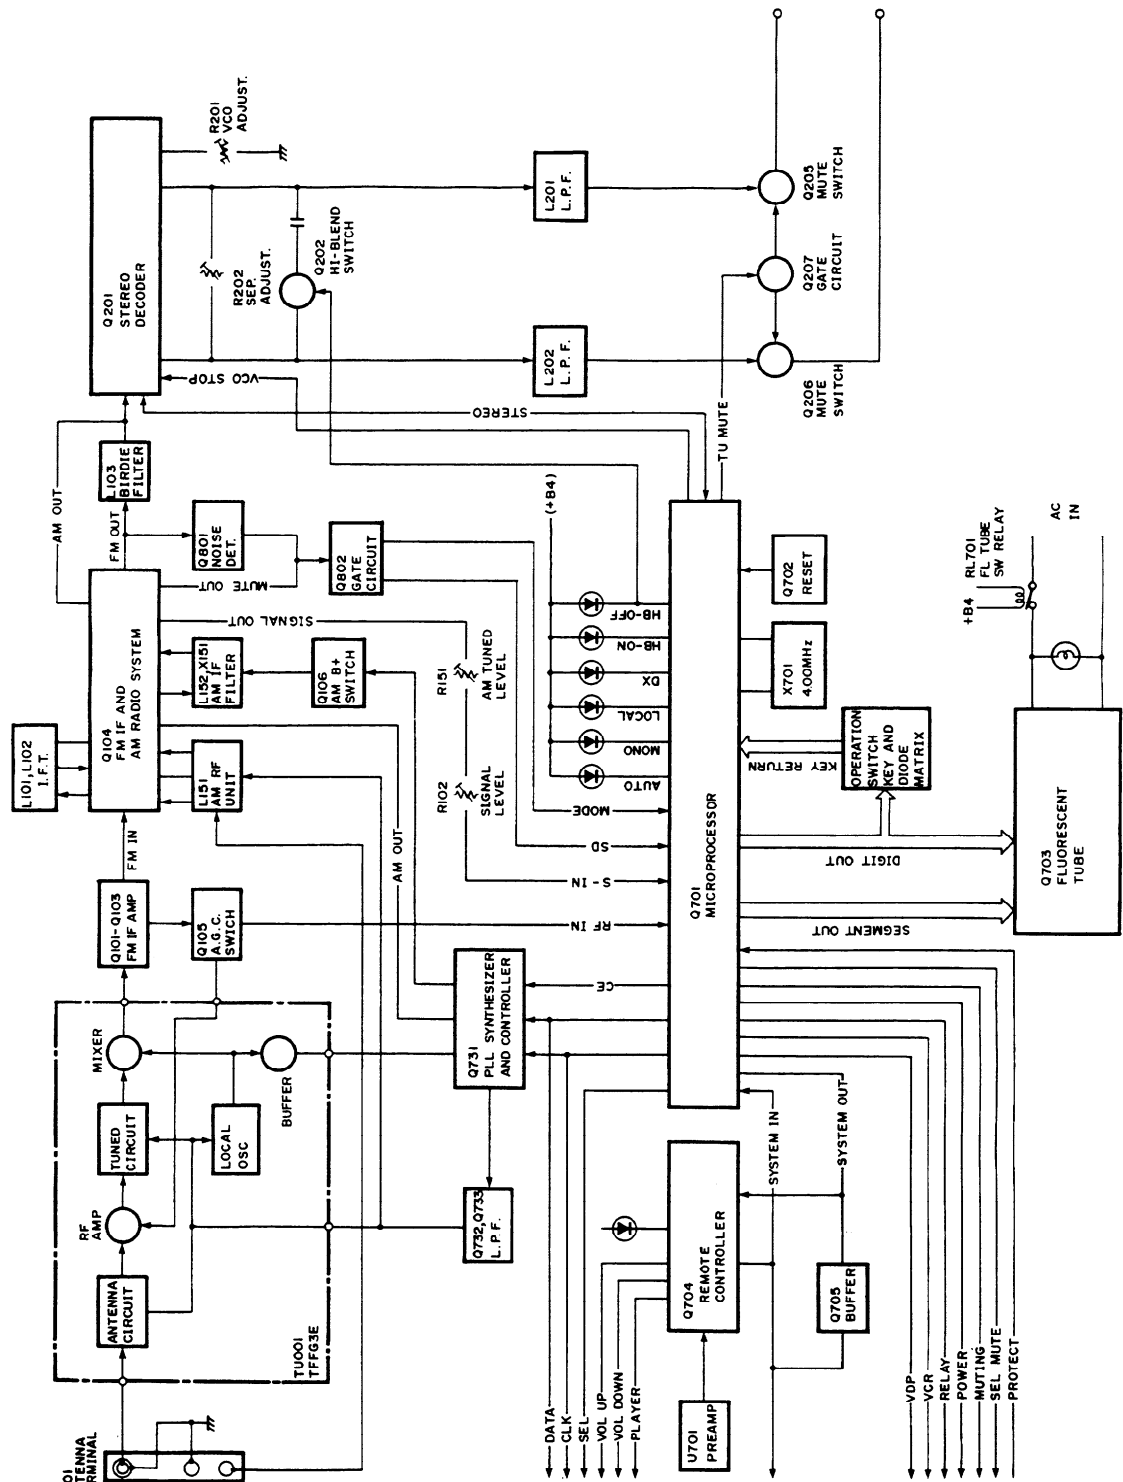 R201
VCO
ADJUST.
Q201
STEREO
DECODER
R202
SEP.
ADJUST.
Q202
HI-BLEND
SWITCH
L201
L.P.F.
L202
L.P.F.
Q205
MUTE
SWITCH
Q207
GATE
CIRCUIT
Q206
MUTE
SWITCH
VCO STOP
STEREO
TU MUTE
AM OUT
L103
BIRDIE
FILTER
FM OUT
Q801
NOISE
DET.
MUTE OUT
Q802
GATE
CIRCUIT
SIGNAL OUT
L101, L102
I.F.T.
Q104
FM IF AND
AM RADIO SYSTEM
L152, X151
AM IF
FILTER
Q106
AM B+
SWITCH
L151
AM RF
UNIT
R151
AM TUNED
LEVEL
R102
SIGNAL
LEVEL
(+B4)
HB-OFF
HB-ON
DX
LOCAL
MONO
AUTO
MODE
SD
S-IN
RF IN
CE
FM IN
Q101-Q103
FM IF AMP
Q105
A.G.C.
SWICH
AM OUT
Q731
PLL SYNTHESIZER
AND CONTROLLER
Q701
MICROPROCESSOR
Q702
RESET
X701
4.00MHz
KEY RETURN
OPERATION
SWITCH
KEY AND
DIODE
MATRIX
DIGIT OUT
SEGMENT OUT
Q703
FLUORESCENT
TUBE
+B4
RL701
FL TUBE
SW RELAY
AC
IN
MIXER
BUFFER
TUNED
CIRCUIT
LOCAL
OSC
RF
AMP
ANTENNA
CIRCUIT
TU001
TFFG3E
Q732, Q733
L.P.F.
SYSTEM IN
SYSTEM OUT
Q704
REMOTE
CONTROLLER
Q705
BUFFER
U701
PREAMP
DATA
CLK
SEL
VOL UP
VOL DOWN
PLAYER
VDP
VCR
RELAY
POWER
MUTING
SEL MUTE
PROTECT